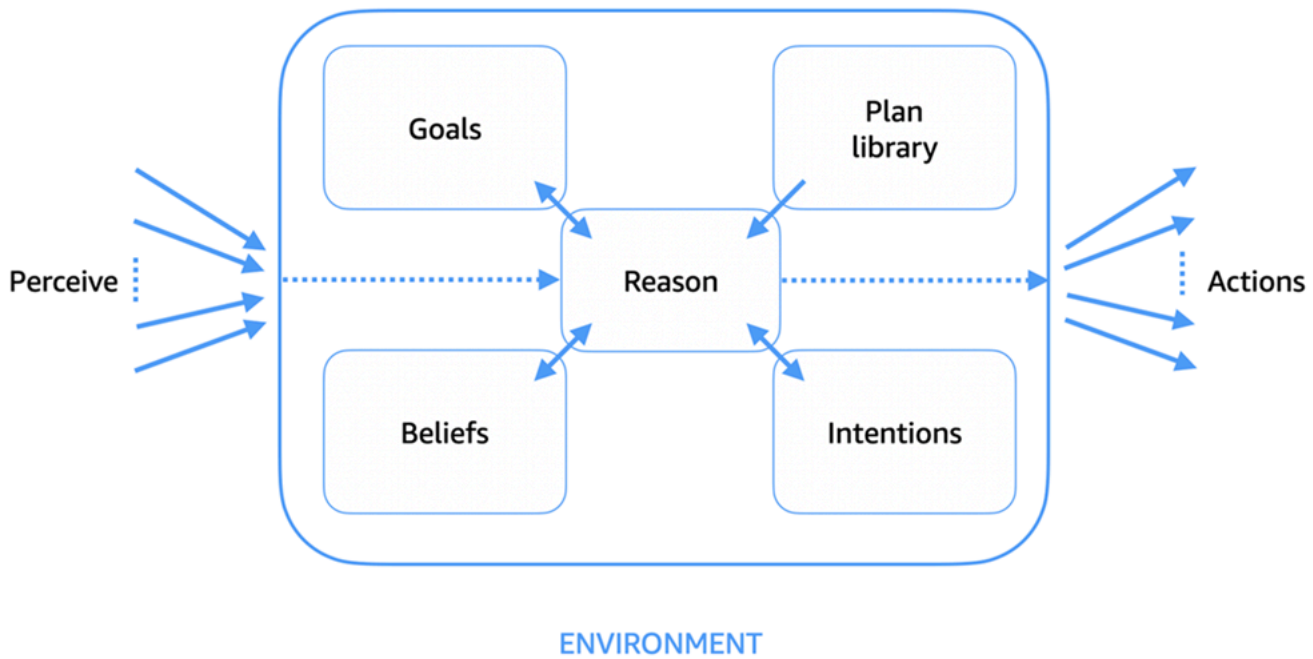 Goals
Plan
library
Perceive
Reason
Actions
Beliefs
Intentions
ENVIRONMENT